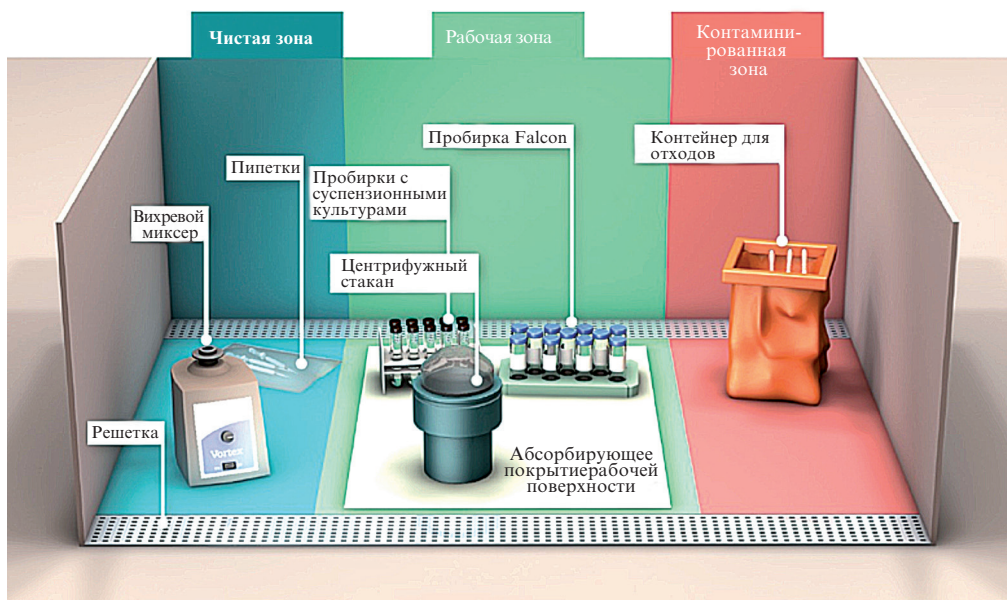 Чистая зона
Рабочая зона
Контамини-
рованная
зона
Пробирка Falcon
Контейнер для
отходов
Пипетки
Пробирки с
суспензионными
культурами
Вихревой
миксер
Центрифужный
стакан
Решетка
Vortex
Абсорбирующее
покрытиерабочей
поверхности